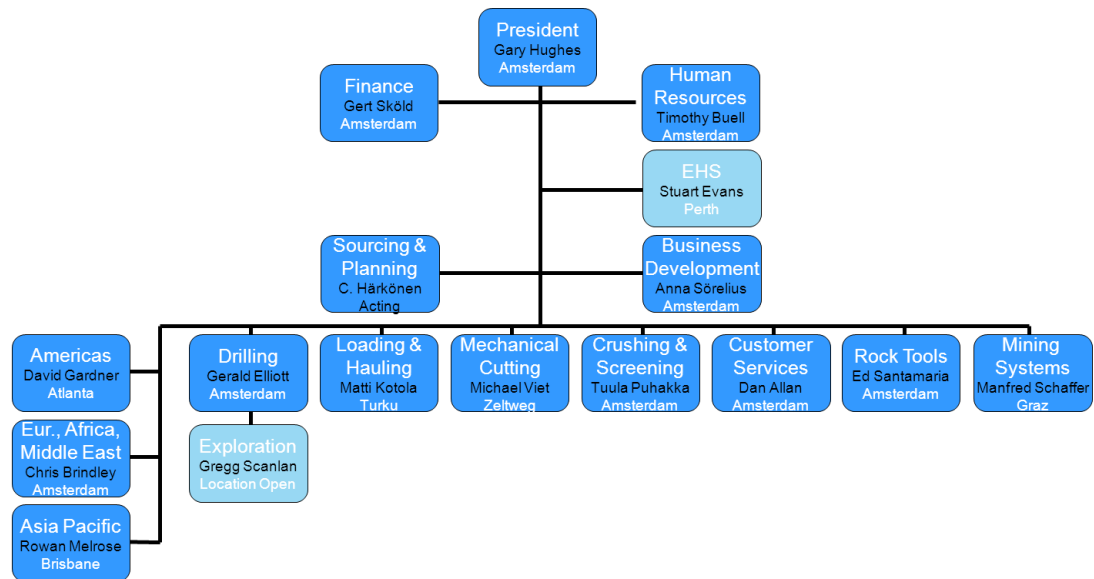 President
Gary Hughes
Amsterdam
Finance
Gert Sköld
Amsterdam
Human
Resources
Timothy Buell
Amsterdam
EHS
Stuart Evans
Perth
Sourcing &
Planning
C. Härkönen
Acting
Business
Development
Anna Sörelius
Amsterdam
Americas
David Gardner
Atlanta
Drilling
Gerald Elliott
Amsterdam
Loading &
Hauling
Matti Kotola
Turku
Mechanical
Cutting
Michael Viet
Zeltweg
Crushing &
Screening
Tuula Puhakka
Amsterdam
Customer
Services
Dan Allan
Amsterdam
Rock Tools
Ed Santamaria
Amsterdam
Mining
Systems
Manfred Schaffer
Graz
Eur., Africa,
Middle East
Chris Brindley
Amsterdam
Exploration
Gregg Scanlan
Location Open
Asia Pacific
Rowan Melrose
Brisbane